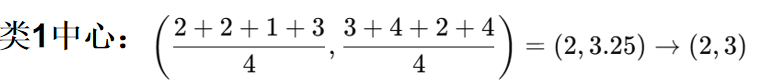 类1中心： $\left(\frac{2+2+1+3}{4}, \frac{3+4+2+4}{4}\right) = (2, 3.25) \rightarrow (2, 3)$